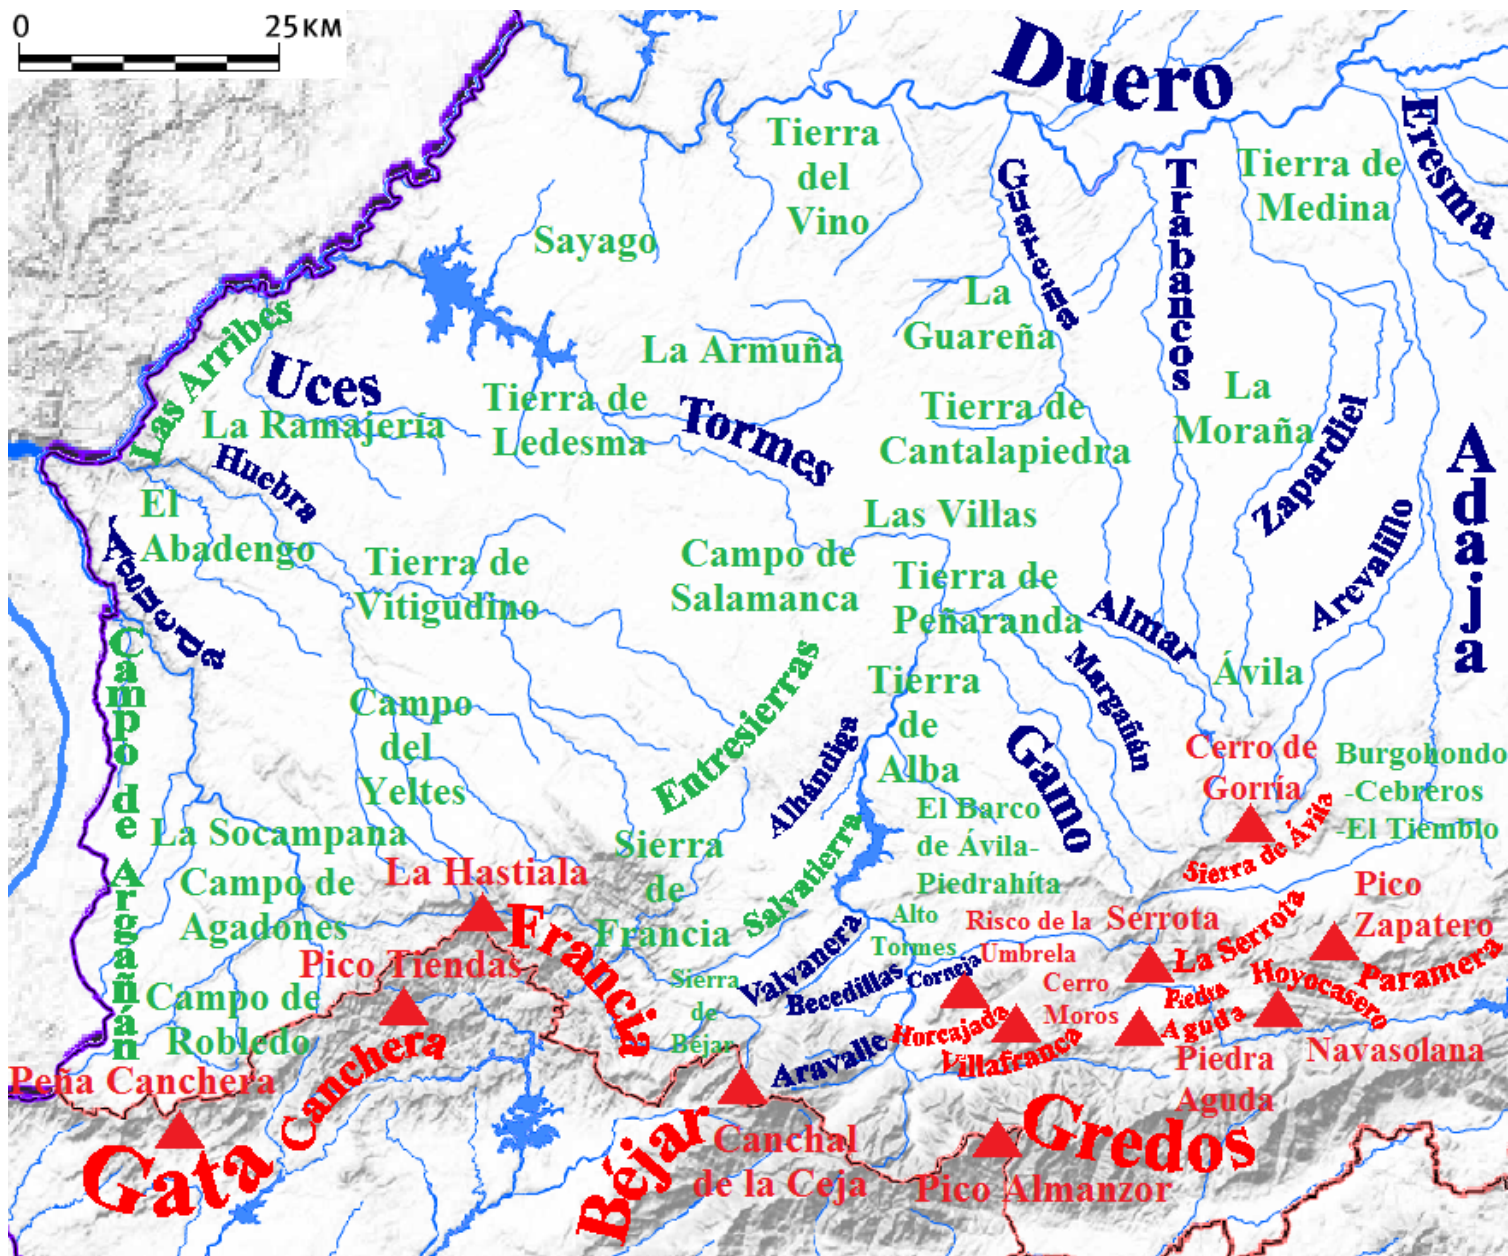 0 25 KM
Duero
Eresma
Tierra
del
Vino
Tierra de
Medina
Guareña
Trabancos
Sayago
La
Guareña
Las Arribes
La Armuña
Uces
La Ramajería
Tierra de
Ledesma
Tormes
Tierra de
Cantalapiedra
La
Moraña
Zapardiel
Adaja
Huebra
El
Abadengo
Águeda
Las Villas
Arevalillo
Tierra de
Vitigudino
Campo de
Salamanca
Tierra de
Peñaranda
Almar
Margañán
Ávila
Campo de Argañán
Campo
del
Yeltes
Entresierras
Tierra
de
Alba
Alhándiga
Gamo
Cerro de
Gorría
Burgohondo
-Cebreros
-El Tiemblo
Sierra de Ávila
La Socampana
El Barco
de Ávila-
Piedrahíta
Sierra
de
Francia
Salvatierra
Campo de
Agadones
La Hastiala
Francia
Pico Tiendas
Alto
Tormes
Risco de la
Umbrela
Serrota
La Serrota
Pico
Zapatero
Paramera
Valvanera
Becedillas
Corneja
Sierra
de
Béjar
Campo de
Robledo
Cerro
Moros
Piedra
Aguda
Hoyocasero
Horcajada
Villafranca
Navasolana
Piedra
Aguda
Aravalle
Peña Canchera
Canchera
Gata
Béjar
Canchal
de la Ceja
Gredos
Pico Almanzor